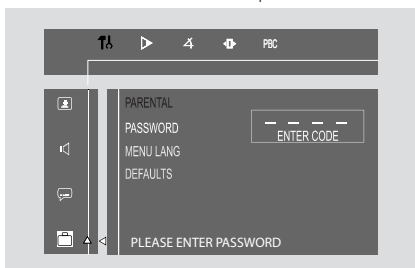 PBC
PARENTAL
PASSWORD
MENU LANG
DEFAULTS
– – – –
ENTER CODE
PLEASE ENTER PASSWORD